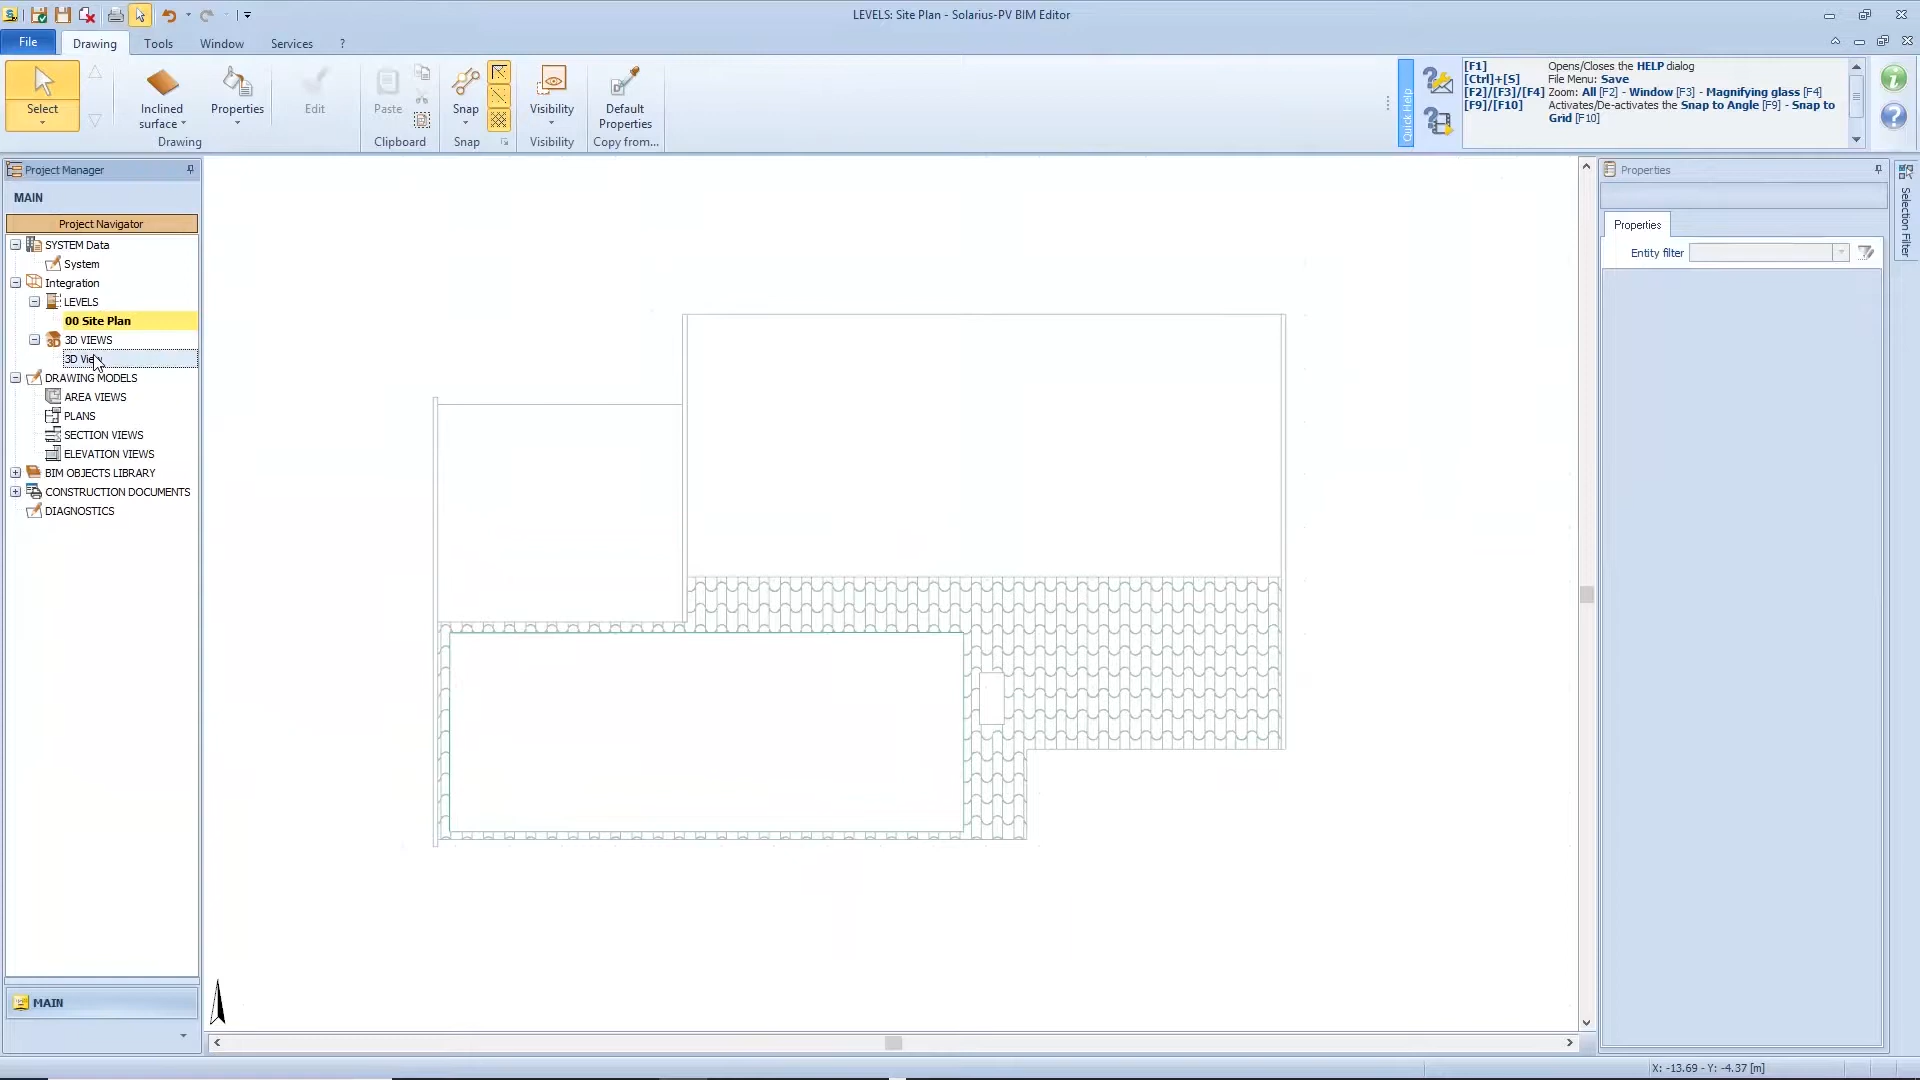 LEVELS: Site Plan - Solarius-PV BIM Editor
File
Drawing
Tools
Window
Services
?
Select
Inclined
surface
Properties
Edit
Paste
Snap
Visibility
Default
Properties
Drawing
Clipboard
Snap
Visibility
Copy from...
Quick Help
[F1] Opens/Closes the HELP dialog
[Ctrl]+[S] File Menu: Save
[F2]/[F3]/[F4] Zoom: All [F2] - Window [F3] - Magnifying glass [F4]
[F9]/[F10] Activates/De-activates the Snap to Angle [F9] - Snap to
Grid [F10]
Project Manager
MAIN
Project Navigator
SYSTEM Data
System
Integration
LEVELS
00 Site Plan
3D VIEWS
3D View
DRAWING MODELS
AREA VIEWS
PLANS
SECTION VIEWS
ELEVATION VIEWS
BIM OBJECTS LIBRARY
CONSTRUCTION DOCUMENTS
DIAGNOSTICS
MAIN
Properties
Properties
Entity filter
Selection Filter
X: -13.69 - Y: -4.37 [m]